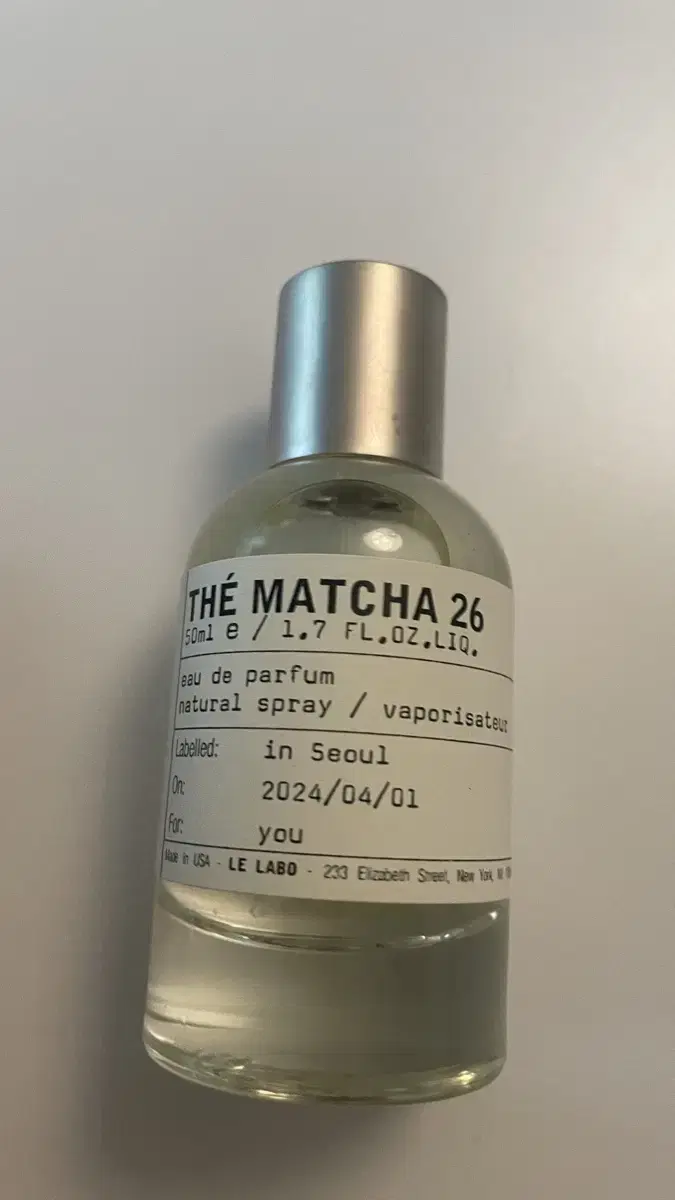 THÉ MATCHA 26
50ml e / 1.7 FL.OZ.LIQ.
eau de parfum
natural spray / vaporisateur
Labelled: in Seoul
On: 2024/04/01
For: you
Made in USA - LE LABO - 233 Elizabeth Street, New York, N